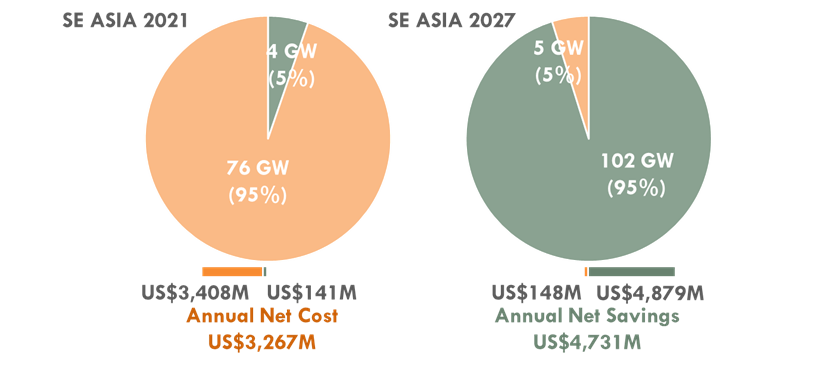 SE ASIA 2021
4 GW
(5%)
76 GW
(95%)
US$3,408M US$141M
Annual Net Cost
US$3,267M
SE ASIA 2027
5 GW
(5%)
102 GW
(95%)
US$148M US$4,879M
Annual Net Savings
US$4,731M